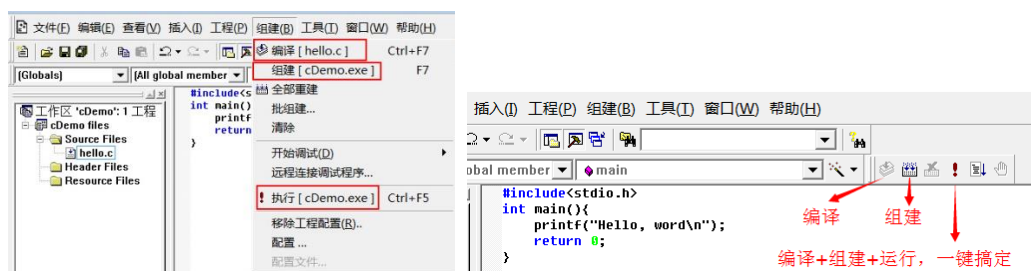 文件(F) 编辑(E) 查看(V) 插入(I) 工程(P) 组建(B) 工具(T) 窗口(W) 帮助(H)
编译 [ hello.c ] Ctrl+F7
组建 [ cDemo.exe ] F7
全部重建
批组建...
清除
开始调试(D)
远程连接调试程序...
执行 [ cDemo.exe ] Ctrl+F5
移除工程配置(R)..
配置 ...
配置文件...
(Globals) (All global member
工作区 'cDemo': 1 工程
cDemo files
Source Files
hello.c
Header Files
Resource Files
#include<s
int main()
printf
return
}
插入(I) 工程(P) 组建(B) 工具(T) 窗口(W) 帮助(H)
obal member main
#include<stdio.h>
int main(){
printf("Hello, word\n");
return 0;
}
编译 组建
编译+组建+运行，一键搞定